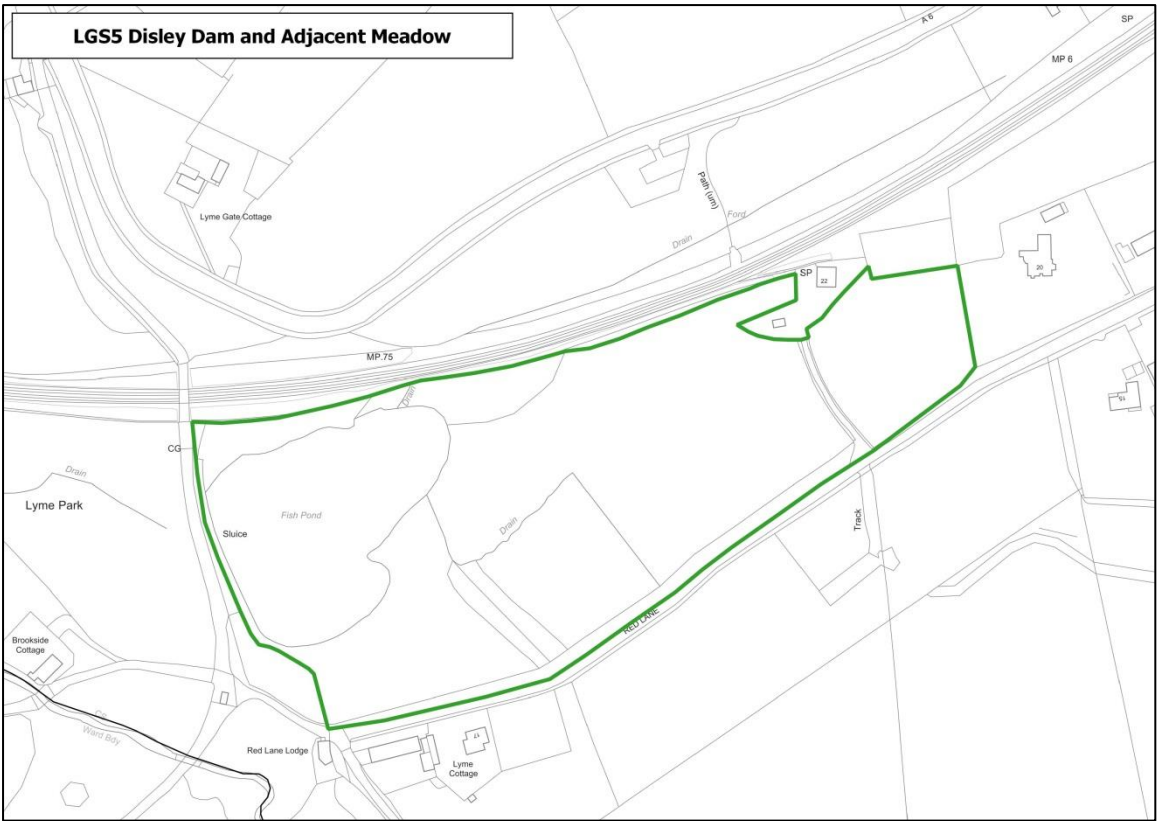 LGS5 Disley Dam and Adjacent Meadow
A 6
SP
MP 6
Lyme Gate Cottage
Path (um)
Ford
Drain
SP
22
20
MP.75
Drain
CG
Drain
Lyme Park
Fish Pond
Sluice
Drain
Track
RED LANE
Brookside
Cottage
CR
Ward Bdy
Red Lane Lodge
17
Lyme
Cottage